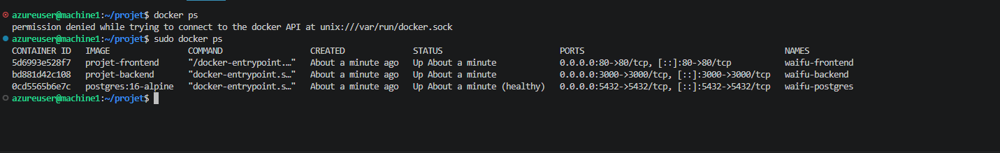 azureuser@machine1:~/projet$ docker ps
permission denied while trying to connect to the docker API at unix:///var/run/docker.sock
azureuser@machine1:~/projet$ sudo docker ps
CONTAINER ID   IMAGE                COMMAND                  CREATED              STATUS                        PORTS                                         NAMES
5d6993e528f7   projet-frontend      "/docker-entrypoint.…"   About a minute ago   Up About a minute             0.0.0.0:80->80/tcp, [::]:80->80/tcp           waifu-frontend
bd881d42c108   projet-backend       "docker-entrypoint.s…"   About a minute ago   Up About a minute             0.0.0.0:3000->3000/tcp, [::]:3000->3000/tcp   waifu-backend
0cd5565b6e7c   postgres:16-alpine   "docker-entrypoint.s…"   About a minute ago   Up About a minute (healthy)   0.0.0.0:5432->5432/tcp, [::]:5432->5432/tcp   waifu-postgres
azureuser@machine1:~/projet$